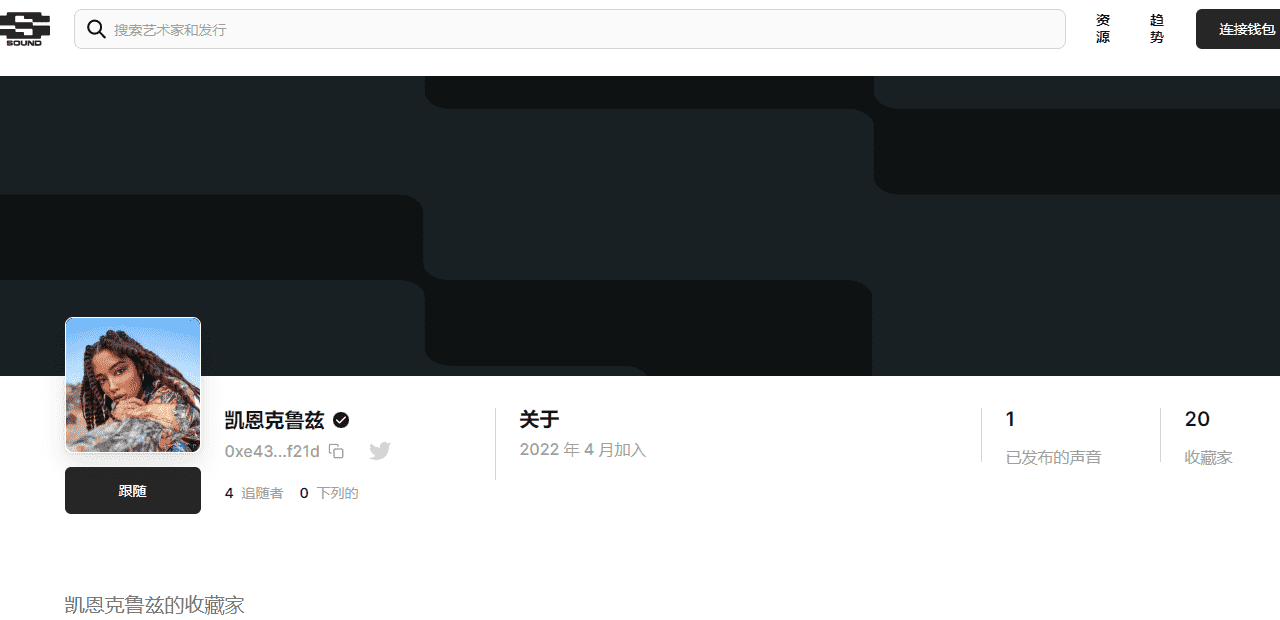 SOUND
搜索艺术家和发行
资源
趋势
连接钱包
凯恩克鲁兹
0xe43...f21d
4 追随者 0 下列的
跟随
关于
2022 年 4 月加入
1
已发布的声音
20
收藏家
凯恩克鲁兹的收藏家